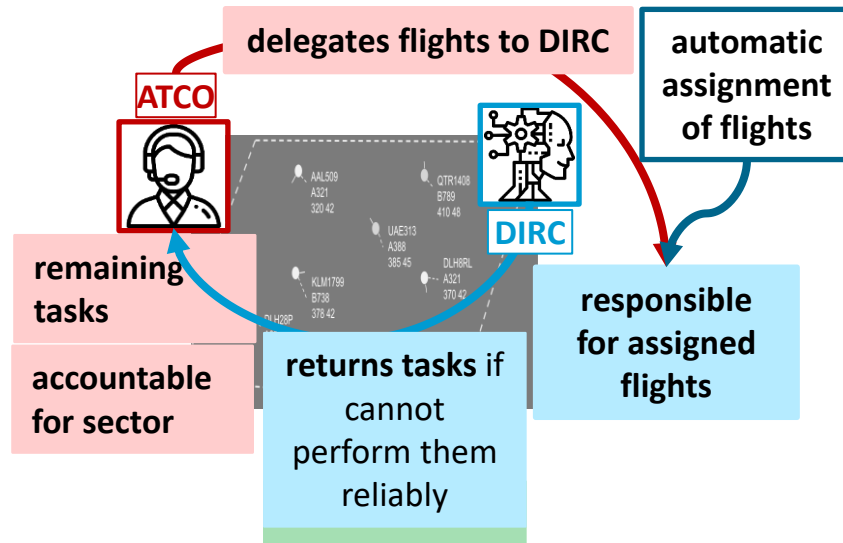 delegates flights to DIRC
automatic
assignment
of flights
ATCO
AAL509
A321
320 42
QTR1408
B789
410 48
UAE313
A388
385 45
DIRC
DLH8RL
A321
370 42
KLM1799
B738
378 42
DLH28P
remaining
tasks
responsible
for assigned
flights
accountable
for sector
returns tasks if
cannot
perform them
reliably